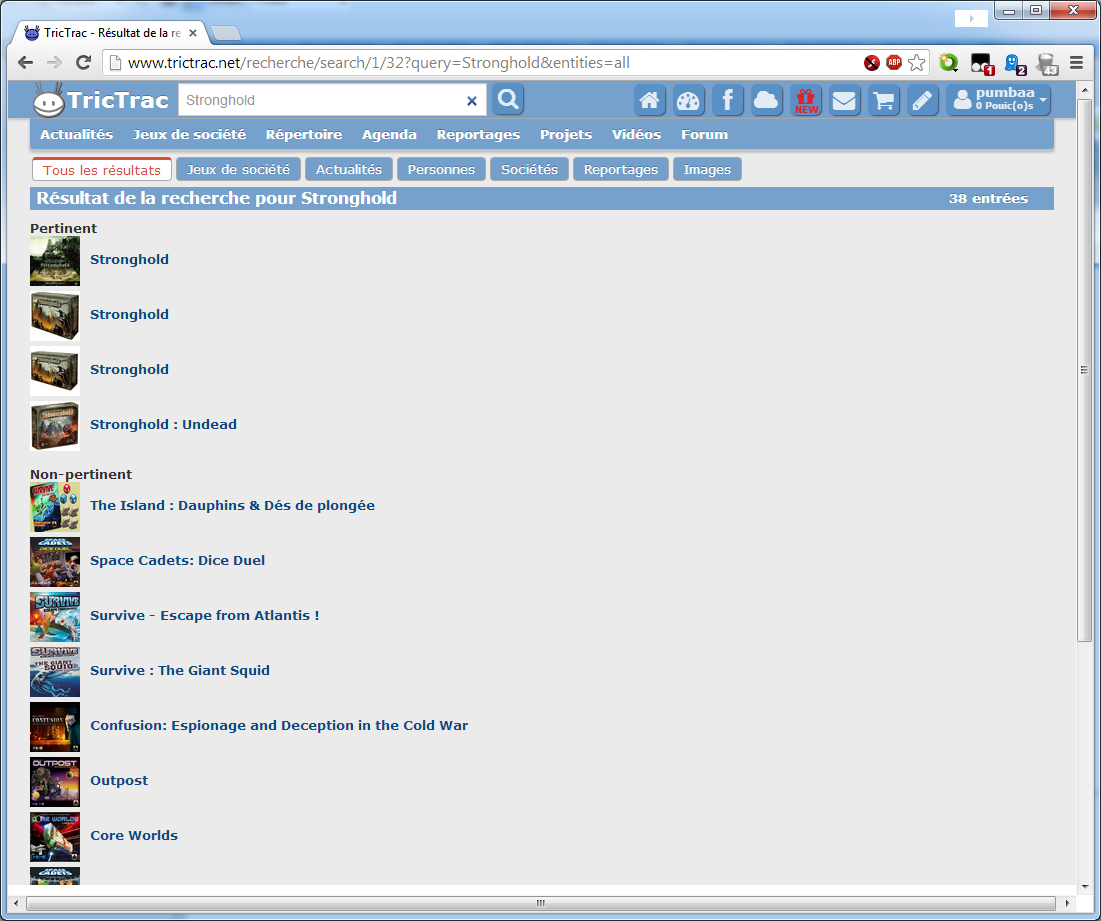 TricTrac - Résultat de la re
www.trictrac.net/recherche/search/1/32?query=Stronghold&entities=all
ABP
1
2
43
TricTrac
Stronghold
NEW
pumbaa
0 Pouic(o)s
Actualités Jeux de société Répertoire Agenda Reportages Projets Vidéos Forum
Tous les résultats Jeux de société Actualités Personnes Sociétés Reportages Images
Résultat de la recherche pour Stronghold 38 entrées
Pertinent
Stronghold
Stronghold
Stronghold
Stronghold : Undead
Non-pertinent
The Island : Dauphins & Dés de plongée
Space Cadets: Dice Duel
Survive - Escape from Atlantis !
Survive : The Giant Squid
Confusion: Espionage and Deception in the Cold War
Outpost
Core Worlds